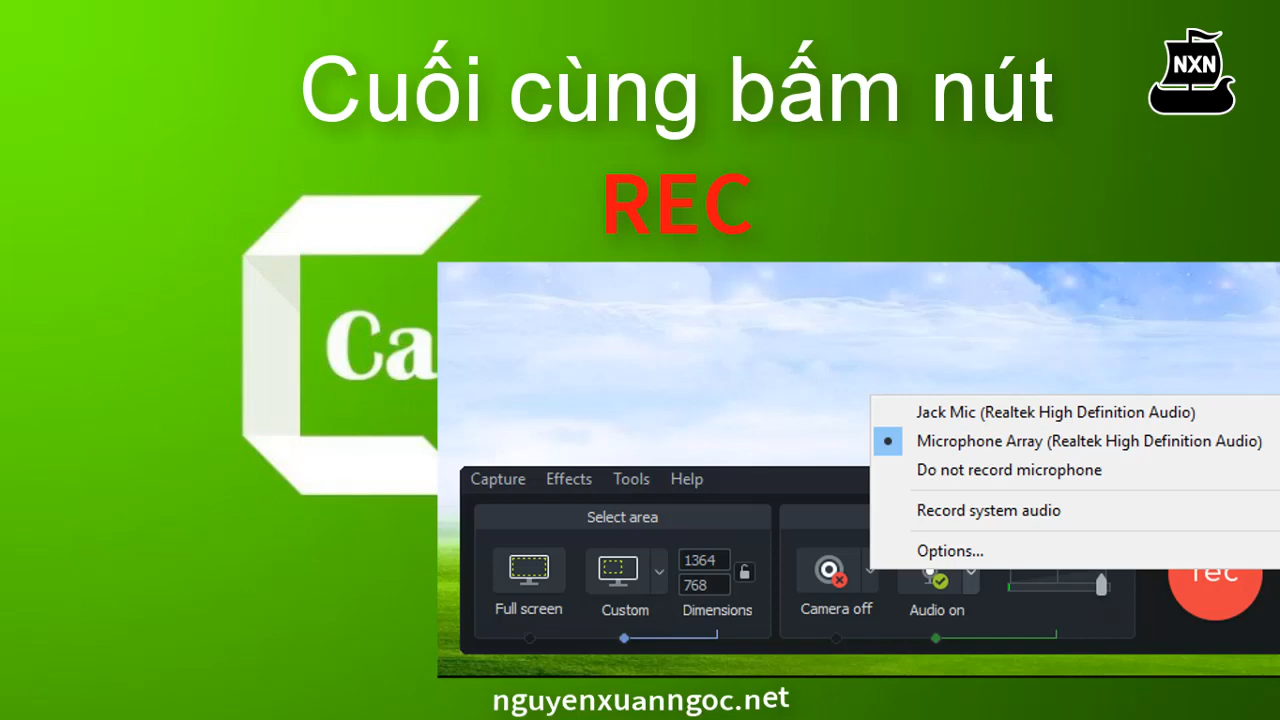 Cuối cùng bấm nút
NXN
REC
Ca
Jack Mic (Realtek High Definition Audio)
Microphone Array (Realtek High Definition Audio)
Do not record microphone
Record system audio
Options...
Capture Effects Tools Help
Select area
1364
768
rec
Full screen Custom Dimensions Camera off Audio on
nguyenxuanngoc.net